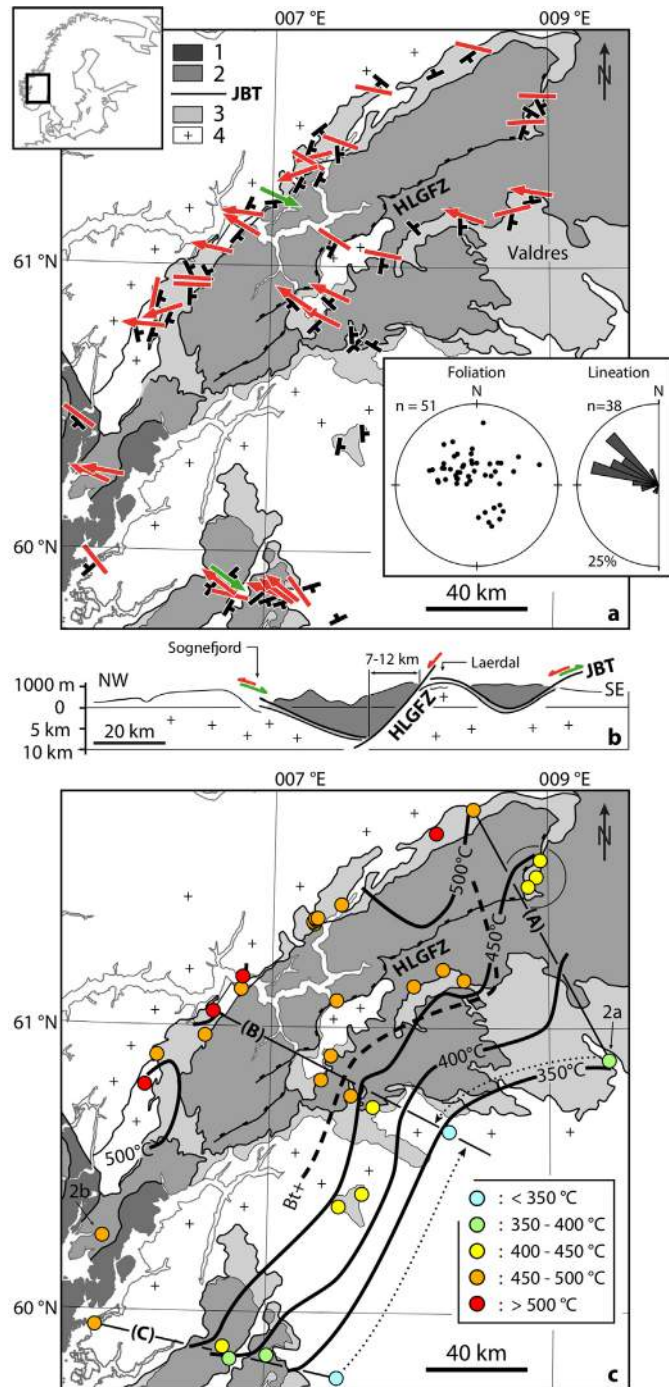 007 °E
009 °E
1
2
JBT
3
4
N
HLGFZ
61 °N
Valdres
Foliation
Lineation
N
N
n = 51
n=38
25%
60 °N
40 km
a
Sognefjord
7-12 km
Laerdal
JBT
1000 m
NW
SE
0
5 km
10 km
20 km
HLGFZ
b
007 °E
009 °E
N
500°C
(A)
450°C
HLGFZ
2a
61 °N
(B)
400°C
350°C
500°C
Bt+
2b
: < 350 °C
: 350 - 400 °C
: 400 - 450 °C
: 450 - 500 °C
: > 500 °C
60 °N
(C)
40 km
c